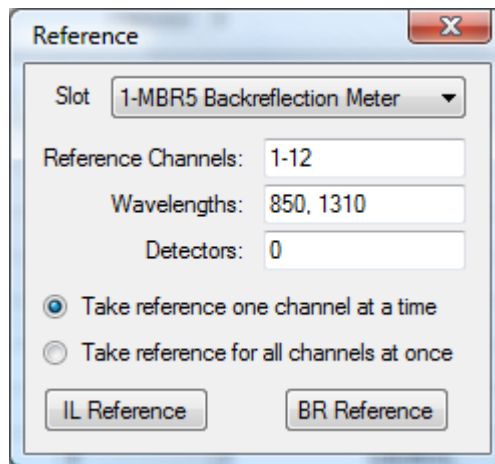 Reference
Slot 1-MBR5 Backreflection Meter
Reference Channels: 1-12
Wavelengths: 850, 1310
Detectors: 0
Take reference one channel at a time
Take reference for all channels at once
IL Reference BR Reference